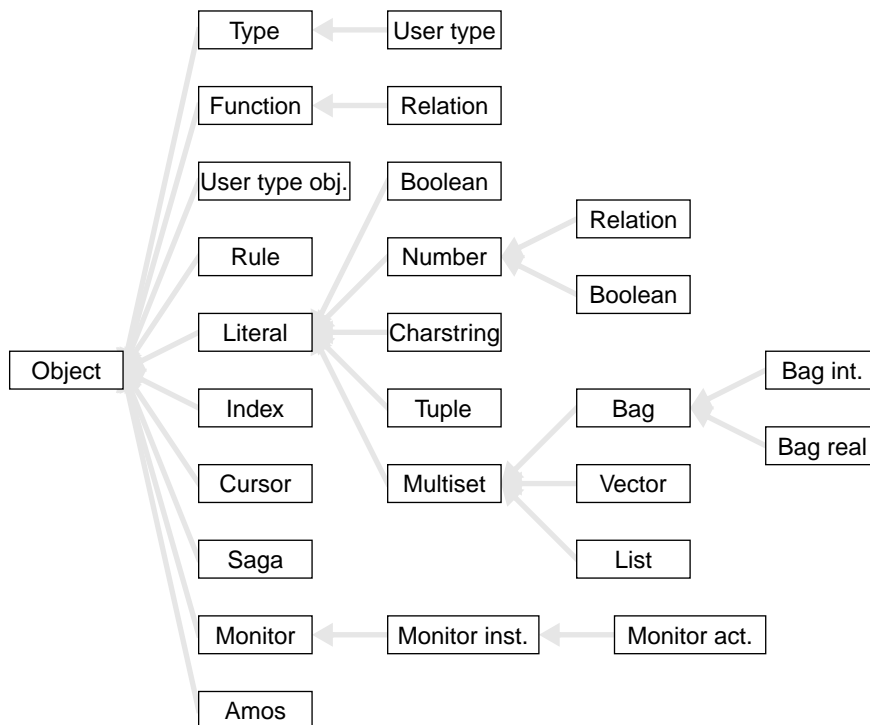 Type
User type
Function
Relation
User type obj.
Boolean
Relation
Rule
Number
Boolean
Literal
Charstring
Object
Bag int.
Index
Tuple
Bag
Bag real
Cursor
Multiset
Vector
Saga
List
Monitor
Monitor inst.
Monitor act.
Amos